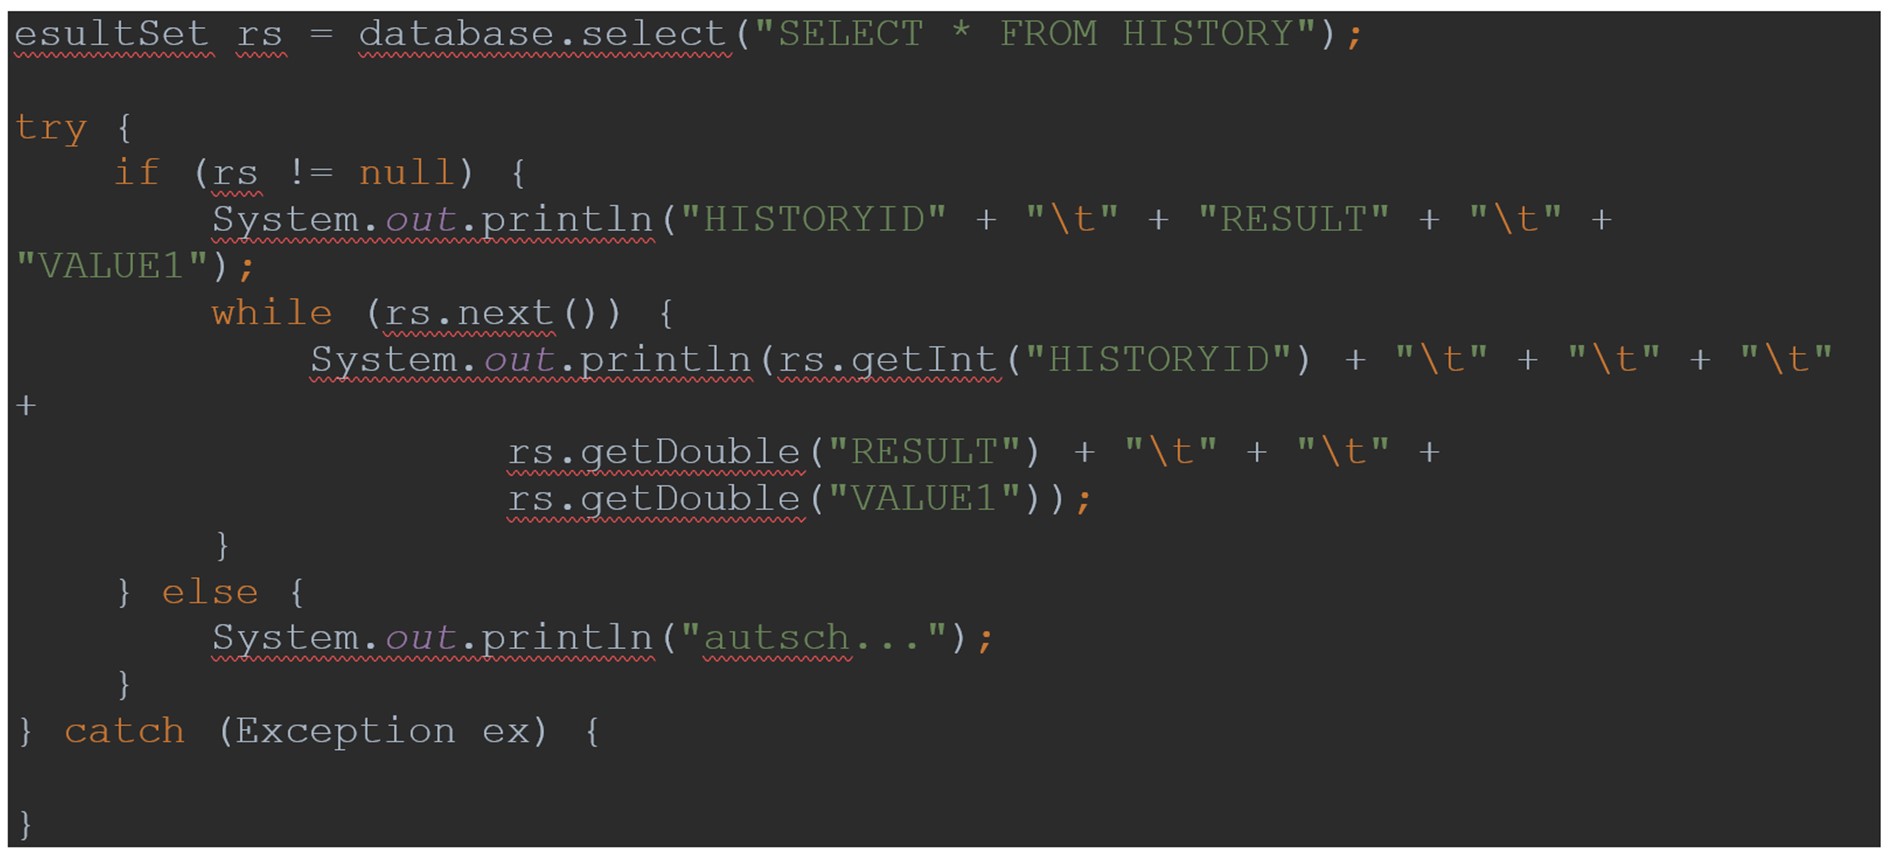 esultSet rs = database.select("SELECT * FROM HISTORY");
try {
if (rs != null) {
System.out.println("HISTORYID" + "\t" + "RESULT" + "\t" +
"VALUE1");
while (rs.next()) {
System.out.println(rs.getInt("HISTORYID") + "\t" + "\t" + "\t"
+
rs.getDouble("RESULT") + "\t" + "\t" +
rs.getDouble("VALUE1"));
}
} else {
System.out.println("autsch...");
}
} catch (Exception ex) {
}